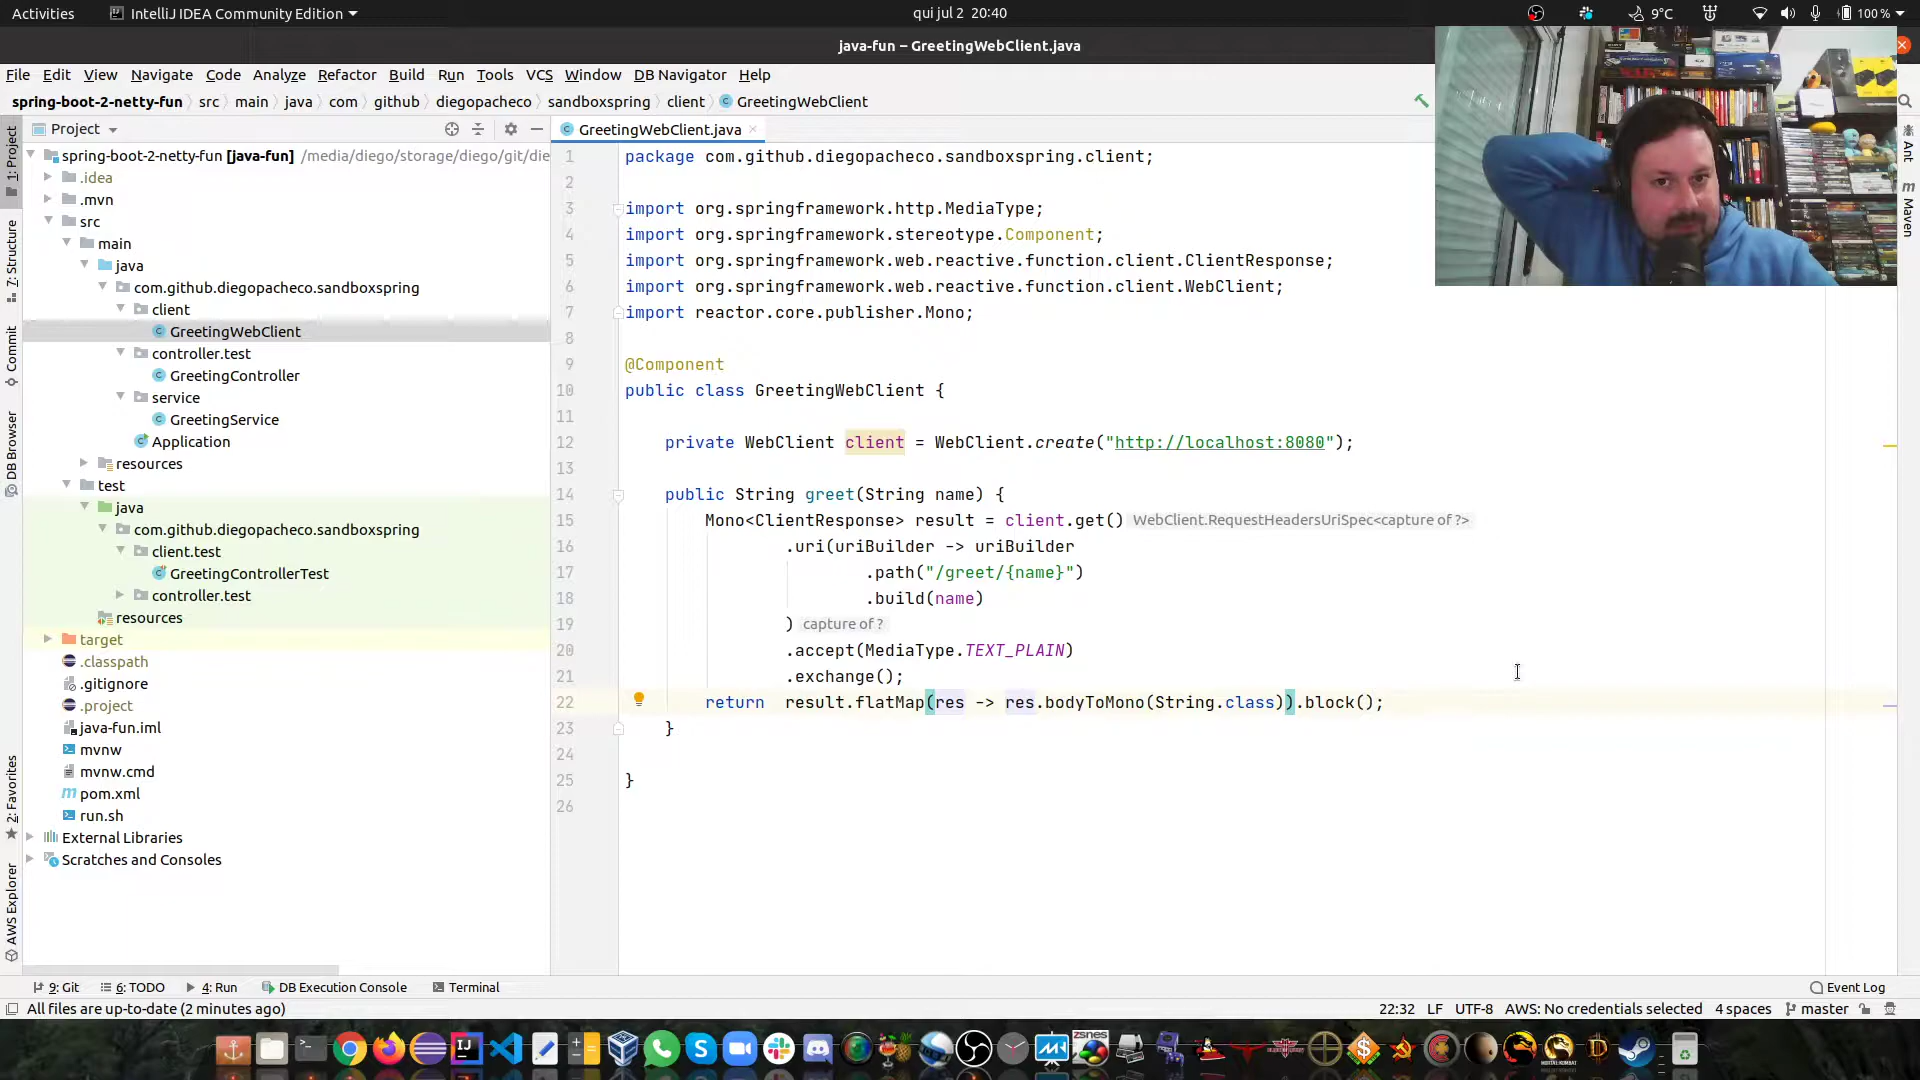 Activities
IntelliJ IDEA Community Edition
qui jul 2 20:40
9°C
100 %
java-fun – GreetingWebClient.java
File Edit View Navigate Code Analyze Refactor Build Run Tools VCS Window DB Navigator Help
spring-boot-2-netty-fun src main java com github diegopacheco sandboxspring client GreetingWebClient
Project
GreetingWebClient.java
1: Project
7: Structure
Commit
DB Browser
2: Favorites
AWS Explorer
Ant
Maven
spring-boot-2-netty-fun [java-fun] /media/diego/storage/diego/git/die
.idea
.mvn
src
main
java
com.github.diegopacheco.sandboxspring
client
GreetingWebClient
controller.test
GreetingController
service
GreetingService
Application
resources
test
java
com.github.diegopacheco.sandboxspring
client.test
GreetingControllerTest
controller.test
resources
target
.classpath
.gitignore
.project
java-fun.iml
mvnw
mvnw.cmd
pom.xml
run.sh
External Libraries
Scratches and Consoles
1 package com.github.diegopacheco.sandboxspring.client;
2
3 import org.springframework.http.MediaType;
4 import org.springframework.stereotype.Component;
5 import org.springframework.web.reactive.function.client.ClientResponse;
6 import org.springframework.web.reactive.function.client.WebClient;
7 import reactor.core.publisher.Mono;
8
9 @Component
10 public class GreetingWebClient {
11
12 private WebClient client = WebClient.create("http://localhost:8080");
13
14 public String greet(String name) {
15 Mono<ClientResponse> result = client.get() WebClient.RequestHeadersUriSpec<capture of ?>
16 .uri(uriBuilder -> uriBuilder
17 .path("/greet/{name}")
18 .build(name)
19 ) capture of ?
20 .accept(MediaType.TEXT_PLAIN)
21 .exchange();
22 return result.flatMap(res -> res.bodyToMono(String.class)).block();
23 }
24
25 }
26
9: Git 6: TODO 4: Run DB Execution Console Terminal Event Log
All files are up-to-date (2 minutes ago)
22:32 LF UTF-8 AWS: No credentials selected 4 spaces master
zsnes